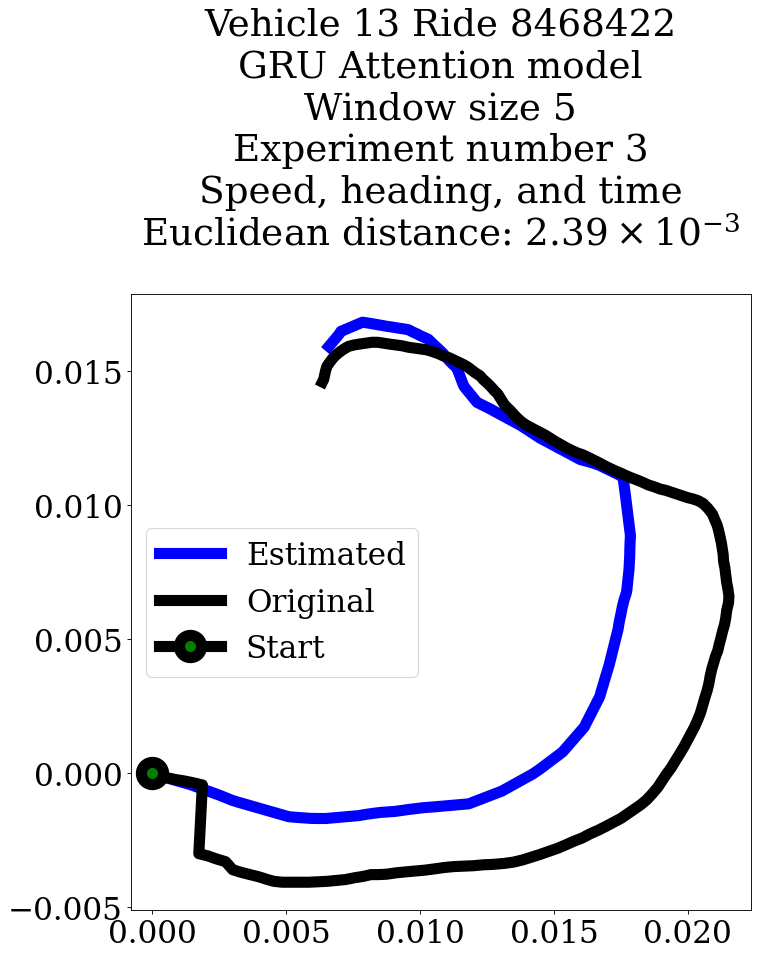 Vehicle 13 Ride 8468422
GRU Attention model
Window size 5
Experiment number 3
Speed, heading, and time
Euclidean distance: 2.39 × 10⁻³
0.015
0.010
0.005
0.000
−0.005
Estimated
Original
Start
0.000 0.005 0.010 0.015 0.020